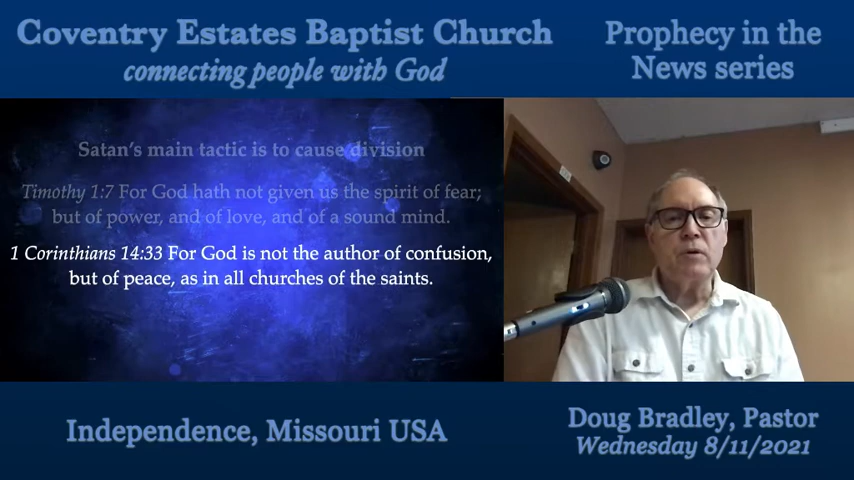 Coventry Estates Baptist Church
connecting people with God
Prophecy in the
News series
Satan's main tactic is to cause division
Timothy 1:7 For God hath not given us the spirit of fear;
but of power, and of love, and of a sound mind.
1 Corinthians 14:33 For God is not the author of confusion,
but of peace, as in all churches of the saints.
Independence, Missouri USA
Doug Bradley, Pastor
Wednesday 8/11/2021